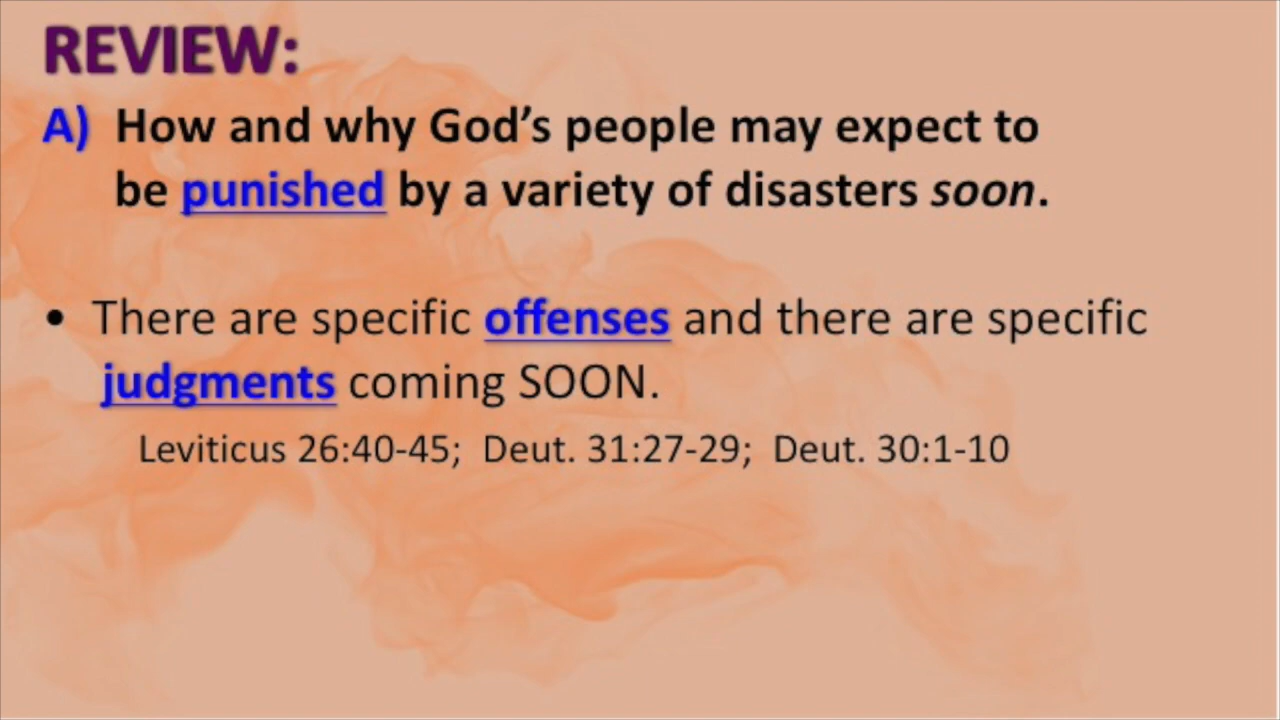 REVIEW:
A) How and why God's people may expect to
be punished by a variety of disasters soon.
• There are specific offenses and there are specific
judgments coming SOON.
Leviticus 26:40-45; Deut. 31:27-29; Deut. 30:1-10